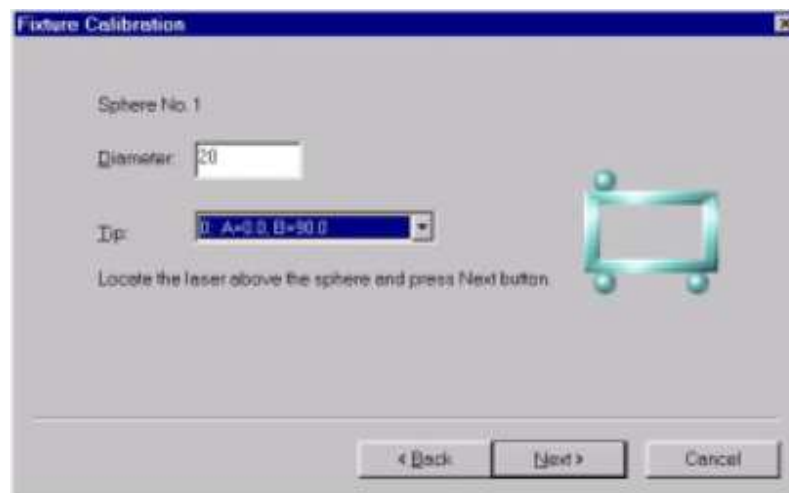 Fixture Calibration
Sphere No. 1
Diameter: 20
Tip: 0: A=0.0, B=90.0
Locate the laser above the sphere and press Next button.
< Back Next > Cancel